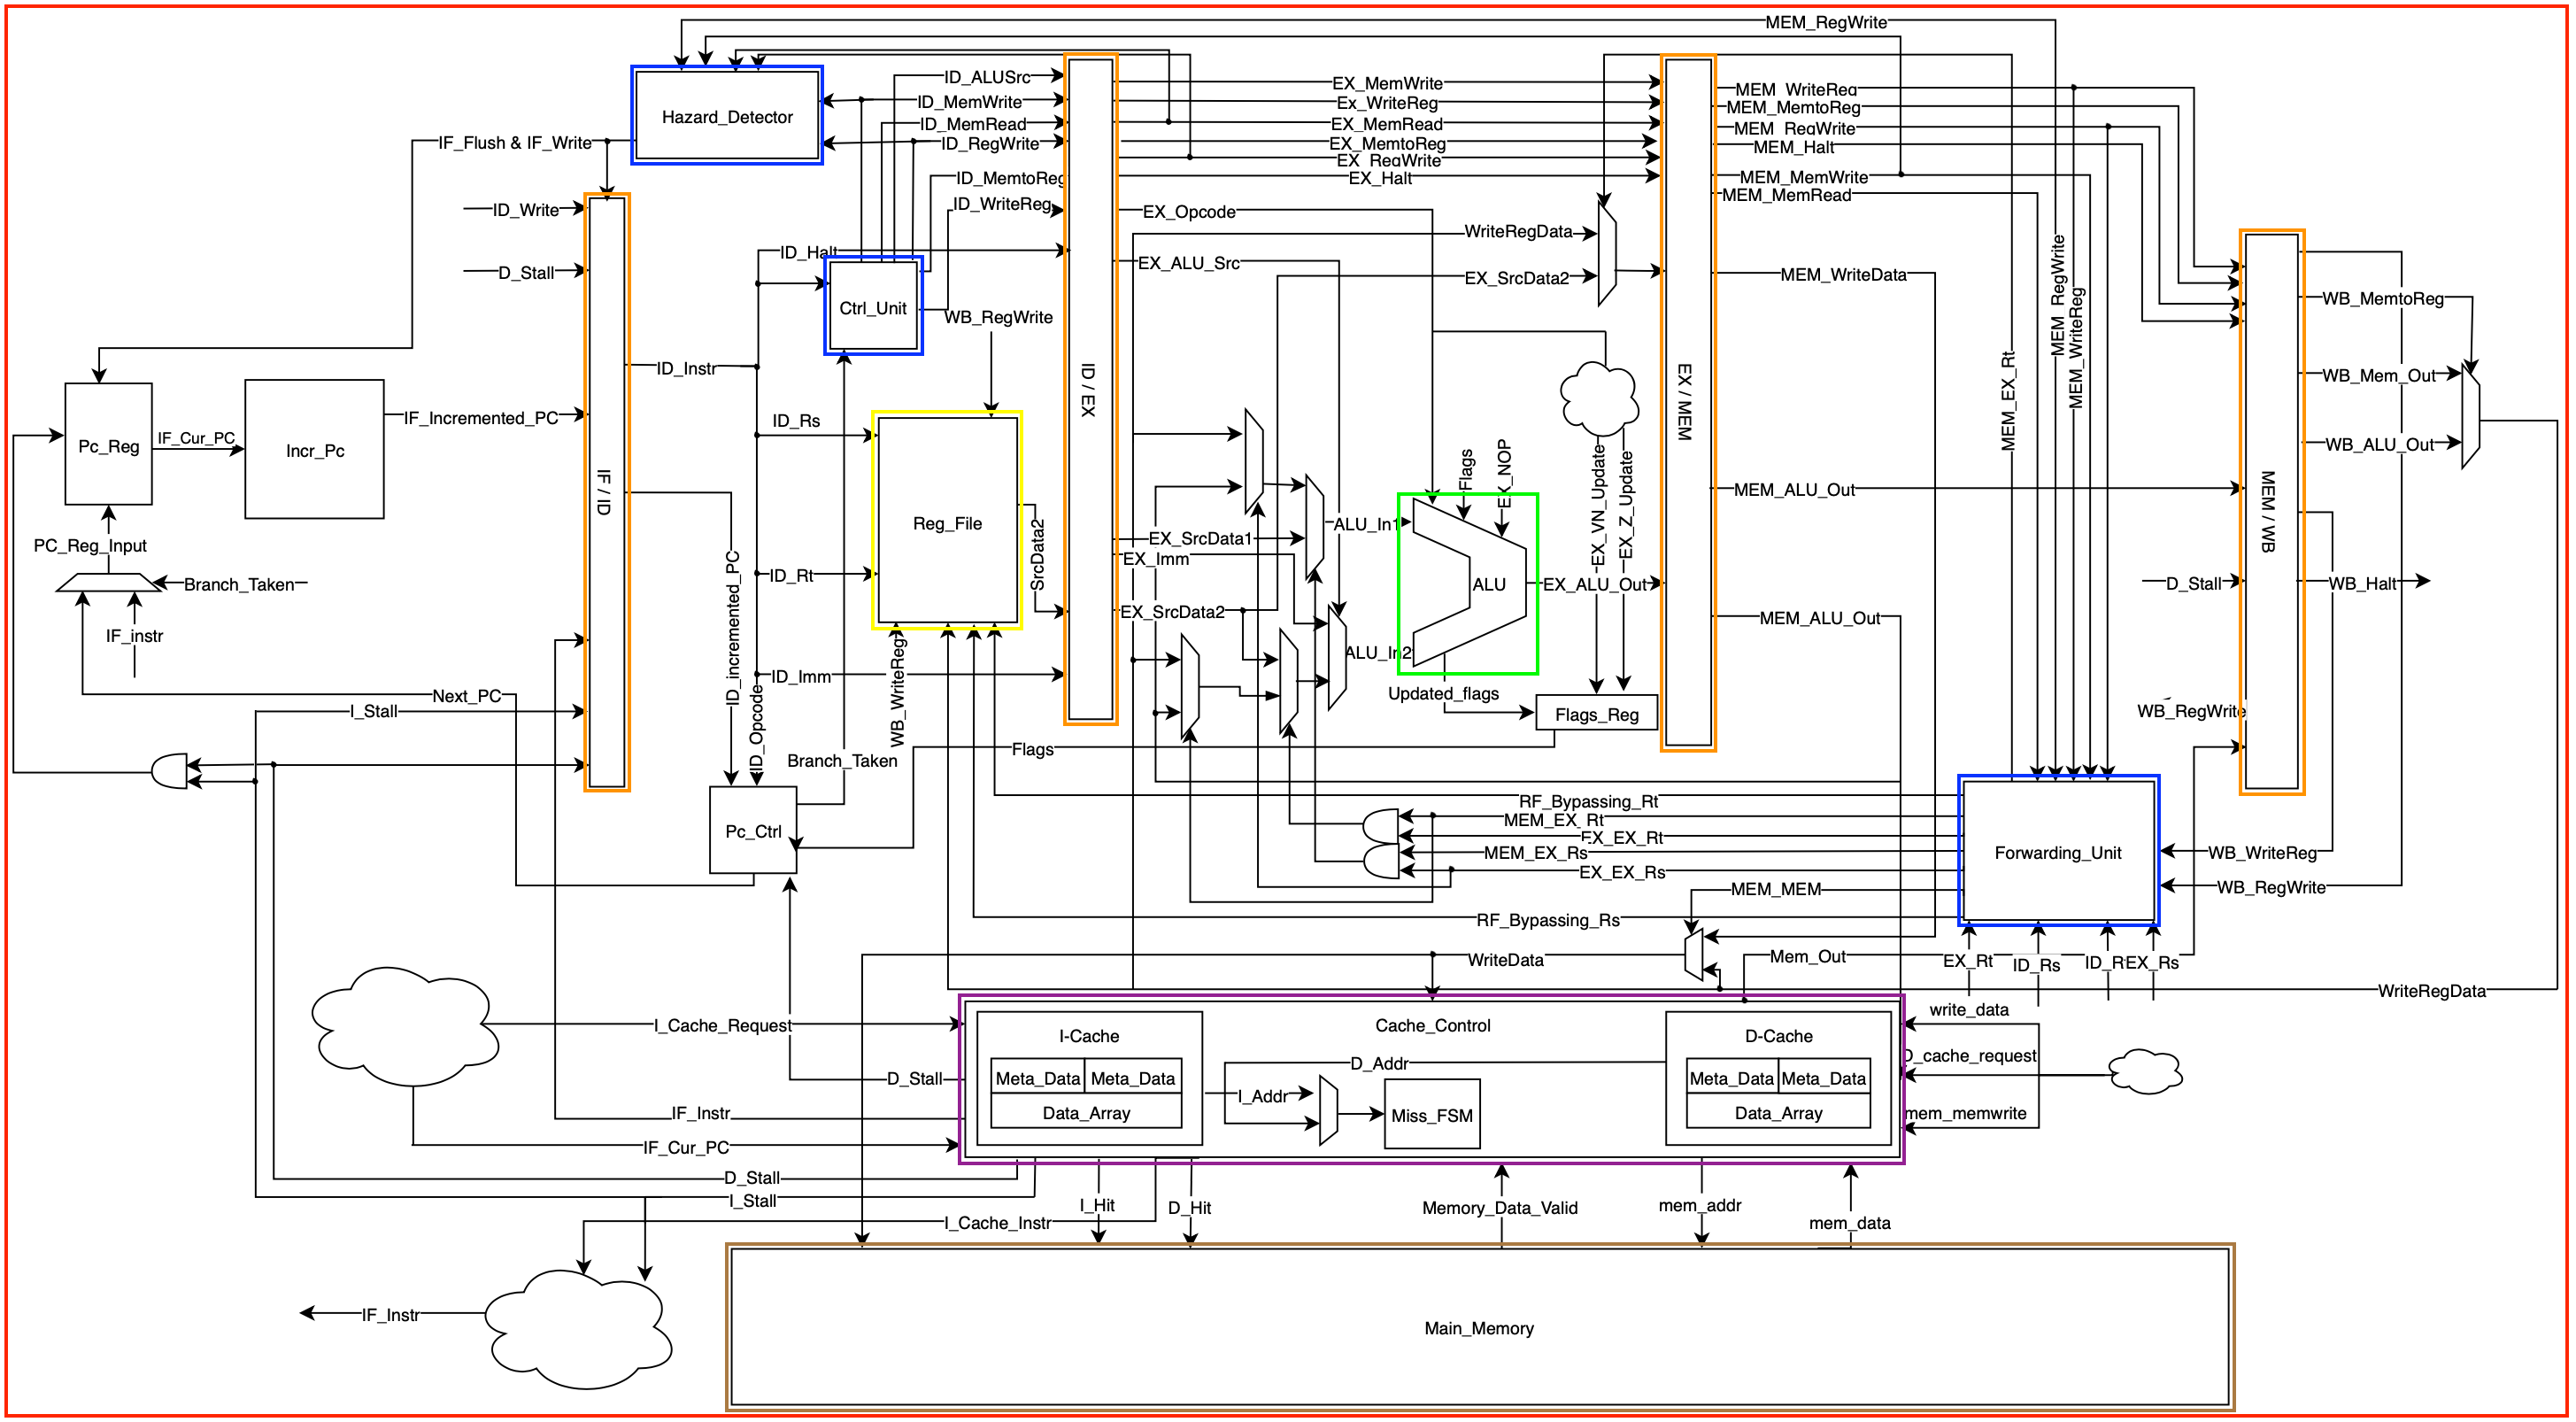 MEM_RegWrite
Hazard_Detector
ID_ALUSrc
ID_MemWrite
ID_MemRead
ID_RegWrite
ID_MemtoReg
ID_WriteReg
IF_Flush & IF_Write
EX_MemWrite
Ex_WriteReg
EX_MemRead
EX_MemtoReg
EX_RegWrite
EX_Halt
MEM_WriteReg
MEM_MemtoReg
MEM_RegWrite
MEM_Halt
MEM_MemWrite
MEM_MemRead
ID_Write
D_Stall
ID_Halt
Ctrl_Unit
WB_RegWrite
EX_Opcode
EX_ALU_Src
WriteRegData
EX_SrcData2
MEM_WriteData
MEM_EX_Rt
MEM_RegWrite
MEM_WriteReg
WB_MemtoReg
WB_Mem_Out
WB_ALU_Out
Pc_Reg
IF_Cur_PC
Incr_Pc
IF_Incremented_PC
IF / ID
ID_Instr
ID_Rs
ID_Rt
ID_Imm
Reg_File
SrcData2
ID / EX
EX_SrcData1
EX_Imm
EX_SrcData2
ALU_In1
ALU_In2
Flags
EX_NOP
ALU
EX_ALU_Out
EX_VN_Update
EX_Z_Update
EX / MEM
MEM_ALU_Out
MEM_ALU_Out
MEM / WB
D_Stall
WB_Halt
WB_RegWrite
PC_Reg_Input
Branch_Taken
IF_instr
Next_PC
I_Stall
ID_incremented_PC
ID_Opcode
WB_WriteReg
Branch_Taken
Updated_flags
Flags_Reg
Flags
Pc_Ctrl
RF_Bypassing_Rt
MEM_EX_Rt
EX_EX_Rt
MEM_EX_Rs
EX_EX_Rs
MEM_MEM
RF_Bypassing_Rs
Forwarding_Unit
WB_WriteReg
WB_RegWrite
WriteData
Mem_Out
EX_Rt
ID_Rs
ID_R
EX_Rs
WriteRegData
I_Cache_Request
D_Stall
IF_Instr
IF_Cur_PC
D_Stall
I_Stall
I_Cache_Instr
I-Cache
Meta_Data
Meta_Data
Data_Array
Cache_Control
D_Addr
I_Addr
Miss_FSM
D-Cache
Meta_Data
Meta_Data
Data_Array
write_data
D_cache_request
mem_memwrite
I_Hit
D_Hit
Memory_Data_Valid
mem_addr
mem_data
IF_Instr
Main_Memory